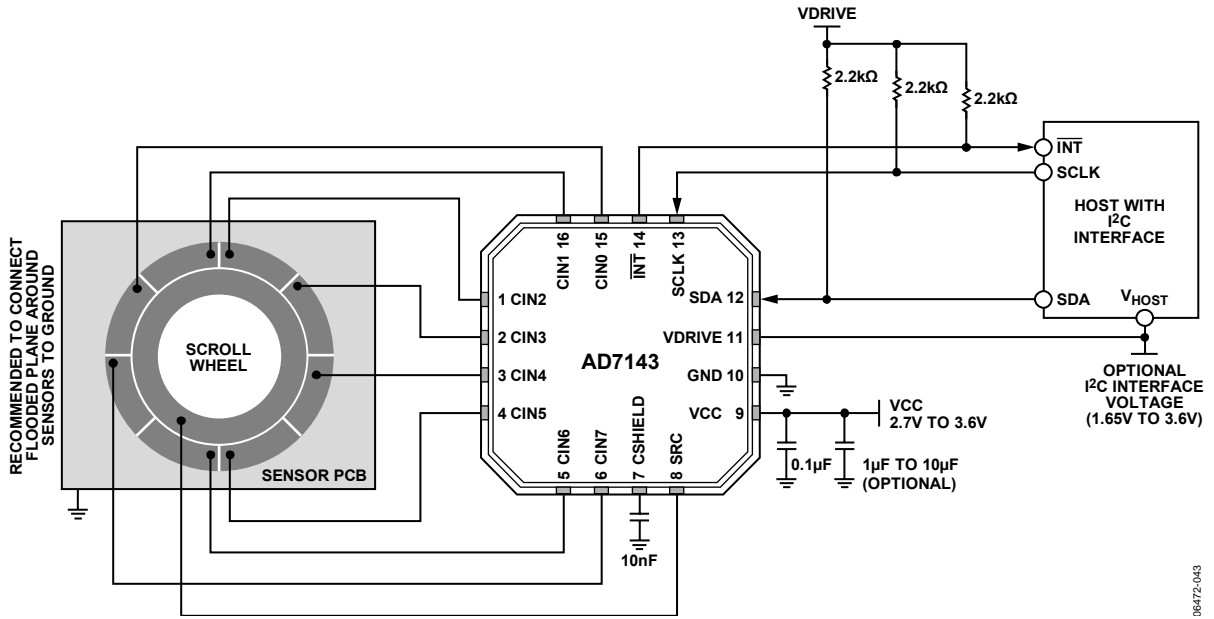 VDRIVE
2.2kΩ
2.2kΩ
2.2kΩ
INT
SCLK
HOST WITH
I²C
INTERFACE
SDA
VHOST
OPTIONAL
I²C INTERFACE
VOLTAGE
(1.65V TO 3.6V)
RECOMMENDED TO CONNECT
FLOODED PLANE AROUND
SENSORS TO GROUND
SCROLL
WHEEL
SENSOR PCB
CIN1 16
CIN0 15
INT 14
SCLK 13
1 CIN2
2 CIN3
3 CIN4
4 CIN5
SDA 12
VDRIVE 11
GND 10
VCC 9
AD7143
5 CIN6
6 CIN7
7 CSHIELD
8 SRC
10nF
VCC
2.7V TO 3.6V
0.1µF
1µF TO 10µF
(OPTIONAL)
06472-043